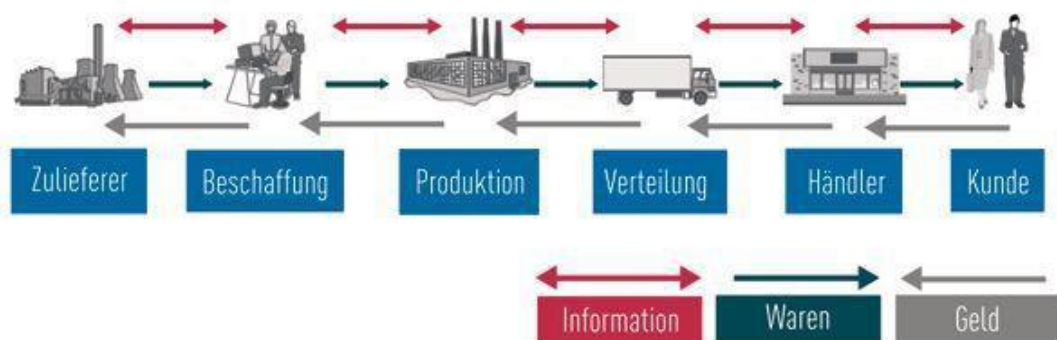 Zulieferer
Beschaffung
Produktion
Verteilung
Händler
Kunde
Information
Waren
Geld